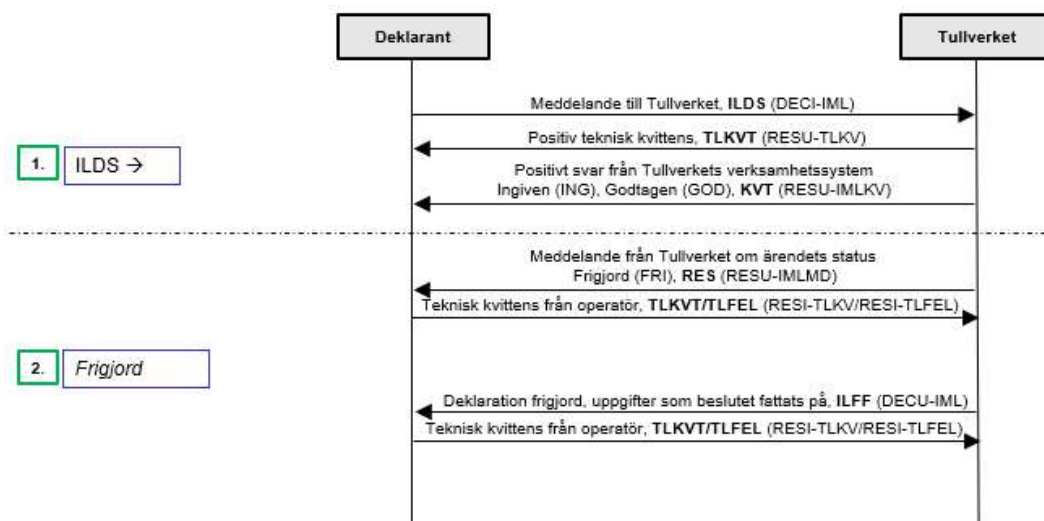 Deklarant
Tullverket
Meddelande till Tullverket, ILDS (DECI-IML)
Positiv teknisk kvittens, TLKVT (RESU-TLKV)
1.
ILDS →
Positivt svar från Tullverkets verksamhetssystem
Ingiven (ING), Godtagen (GOD), KVT (RESU-IMLKV)
Meddelande från Tullverket om ärendets status
Frigjord (FRI), RES (RESU-IMLMD)
Teknisk kvittens från operatör, TLKVT/TLFEL (RESI-TLKV/RESI-TLFEL)
2.
Frigjord
Deklaration frigjord, uppgifter som beslutet fattats på, ILFF (DECU-IML)
Teknisk kvittens från operatör, TLKVT/TLFEL (RESI-TLKV/RESI-TLFEL)